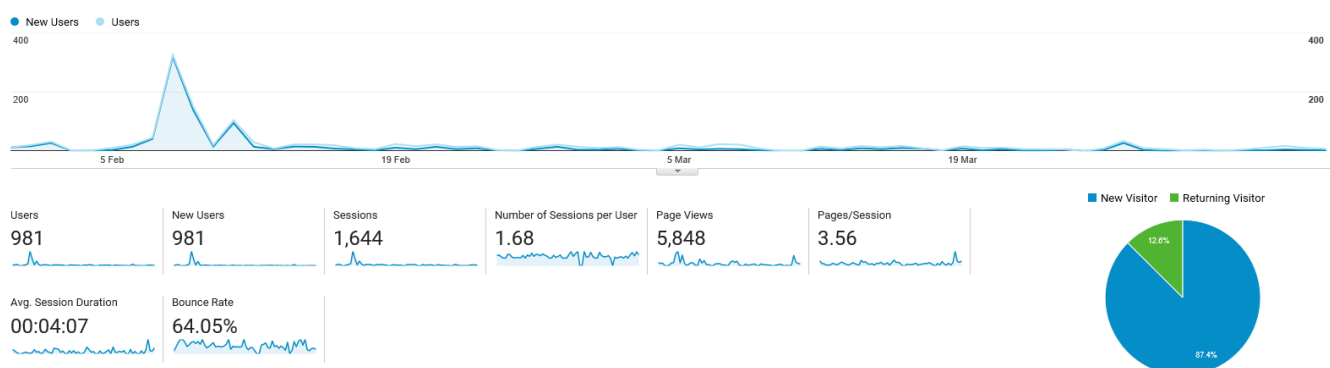 New Users Users
400 400
200 200
5 Feb 19 Feb 5 Mar 19 Mar
New Visitor Returning Visitor
Users New Users Sessions Number of Sessions per User Page Views Pages/Session
981 981 1,644 1.68 5,848 3.56
12.6%
Avg. Session Duration Bounce Rate
00:04:07 64.05%
87.4%